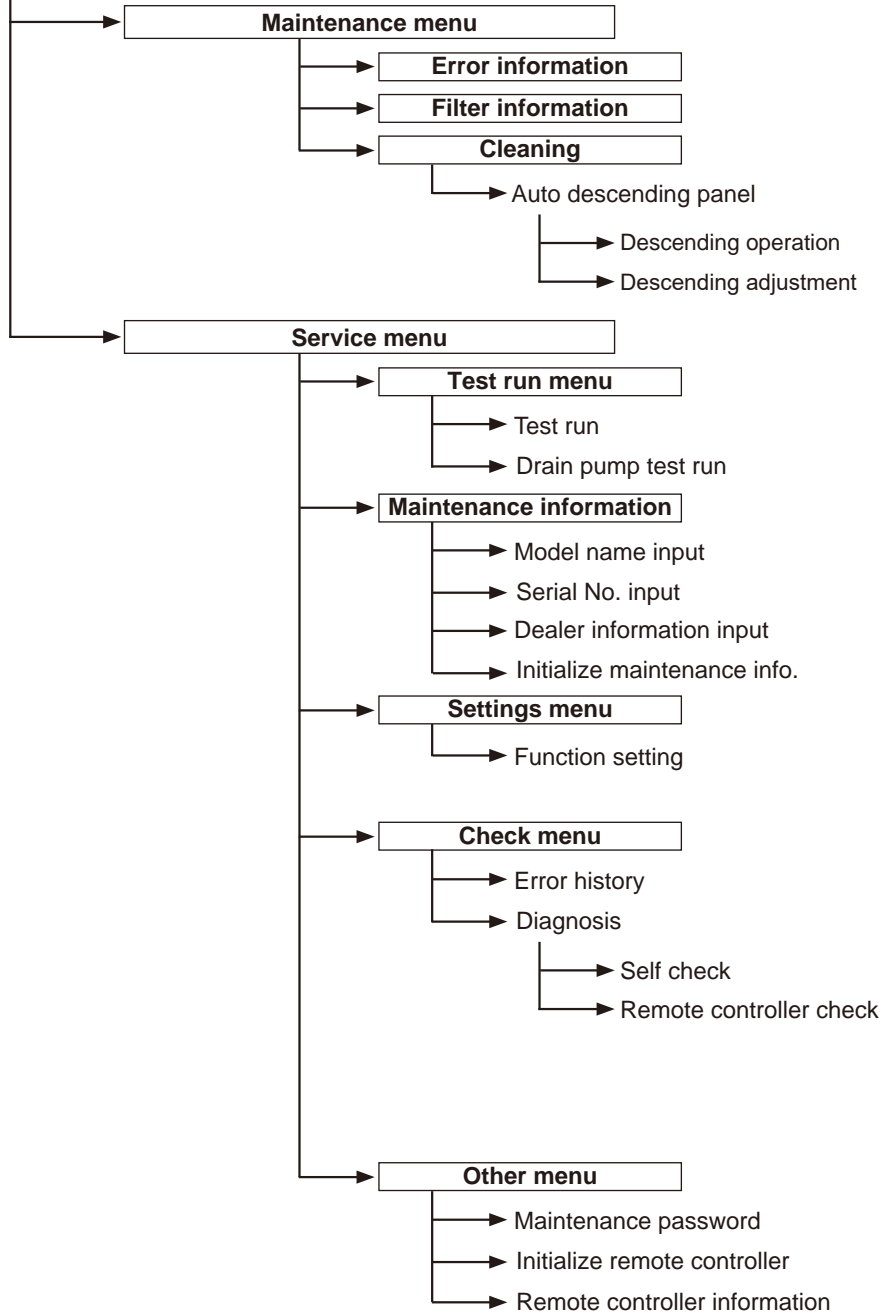 Maintenance menu
Error information
Filter information
Cleaning
Auto descending panel
Descending operation
Descending adjustment
Service menu
Test run menu
Test run
Drain pump test run
Maintenance information
Model name input
Serial No. input
Dealer information input
Initialize maintenance info.
Settings menu
Function setting
Check menu
Error history
Diagnosis
Self check
Remote controller check
Other menu
Maintenance password
Initialize remote controller
Remote controller information